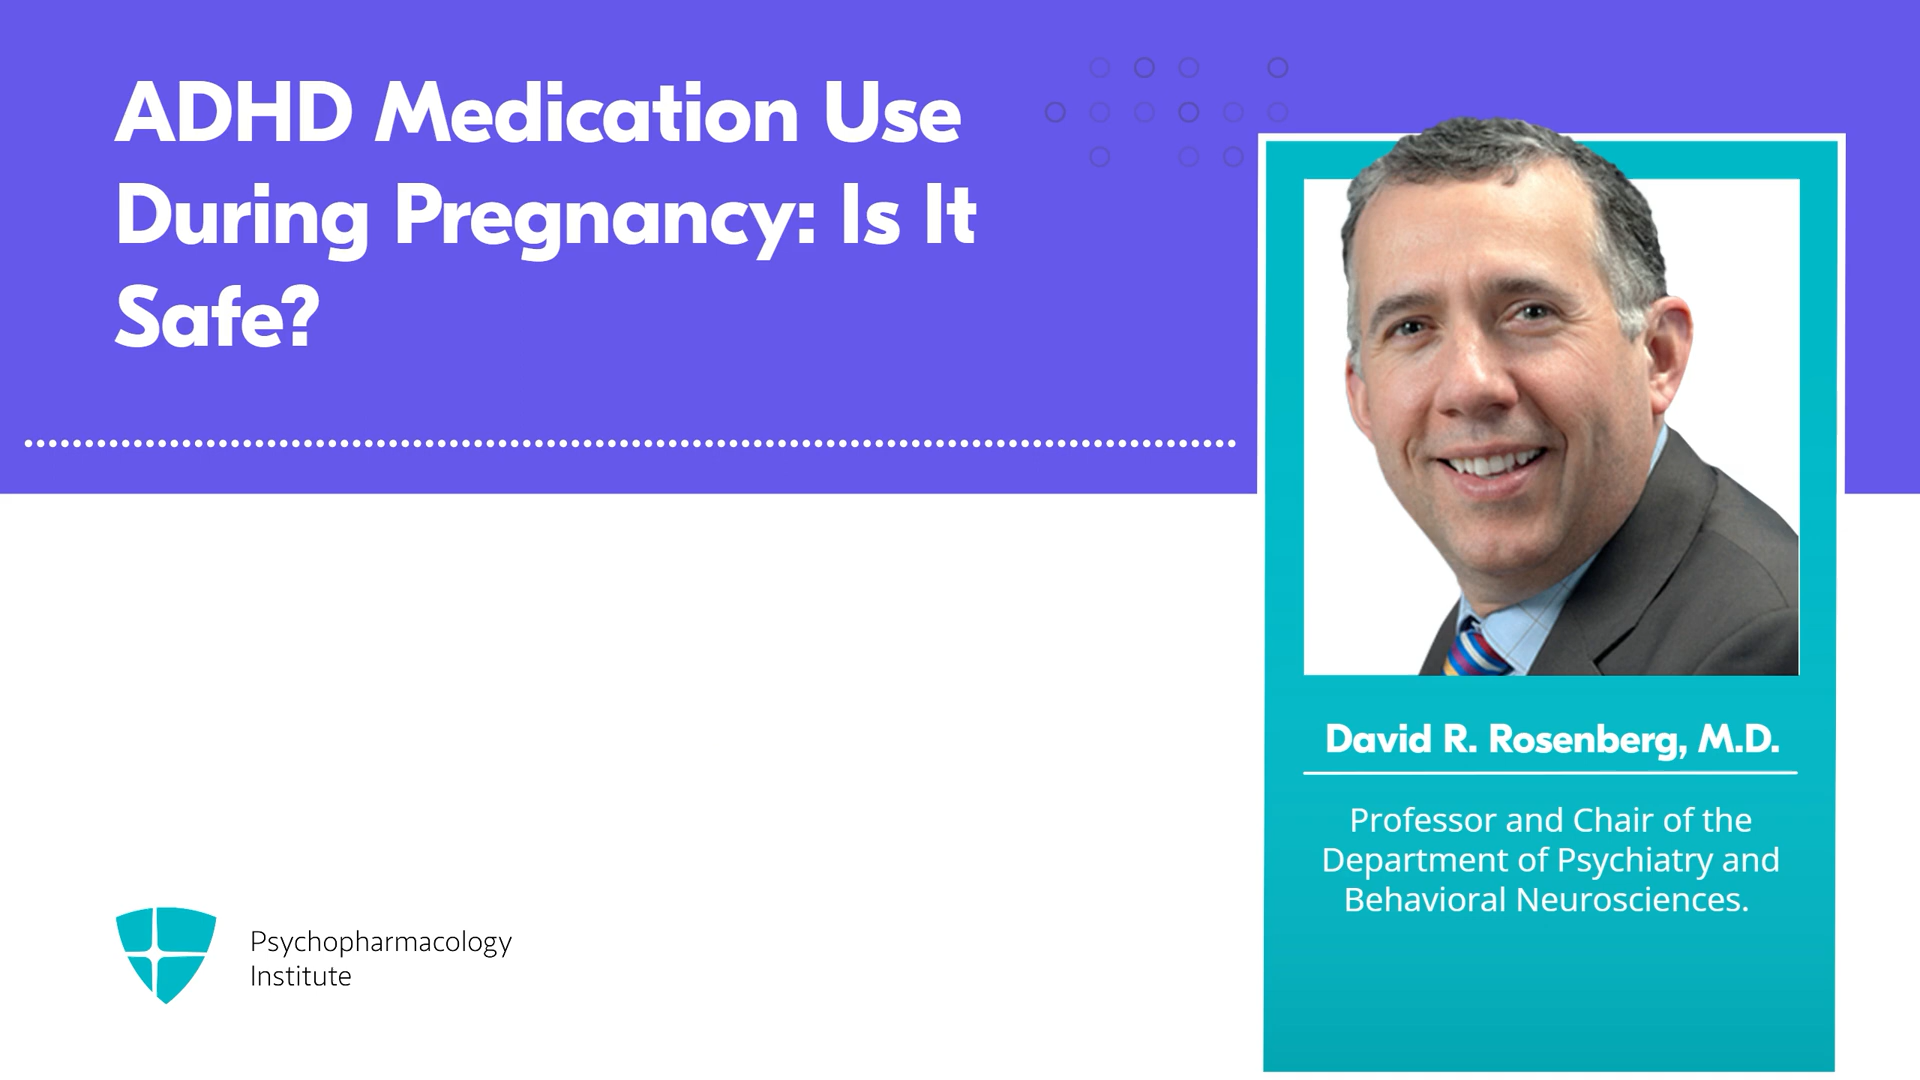 ADHD Medication Use
During Pregnancy: Is It
Safe?
David R. Rosenberg, M.D.
Professor and Chair of the
Department of Psychiatry and
Behavioral Neurosciences.
Psychopharmacology
Institute